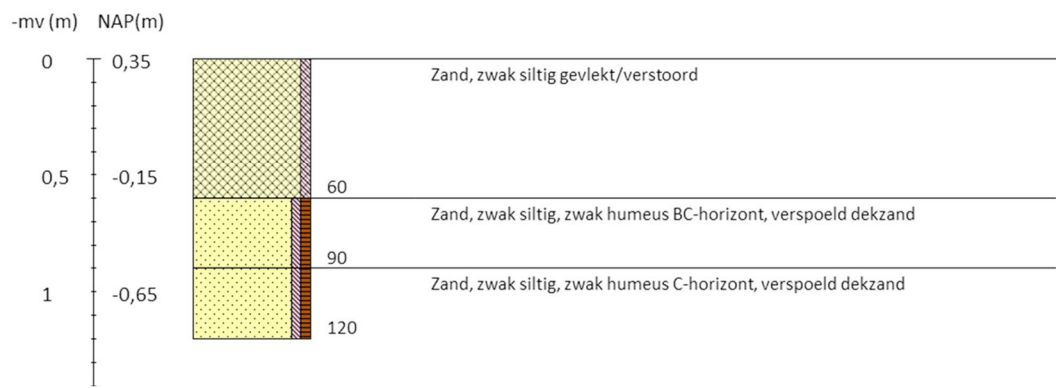 -mv (m) NAP(m)
0 0,35
Zand, zwak siltig gevlekt/verstoord
0,5 -0,15
60
Zand, zwak siltig, zwak humeus BC-horizont, verspoeld dekzand
90
Zand, zwak siltig, zwak humeus C-horizont, verspoeld dekzand
1 -0,65
120